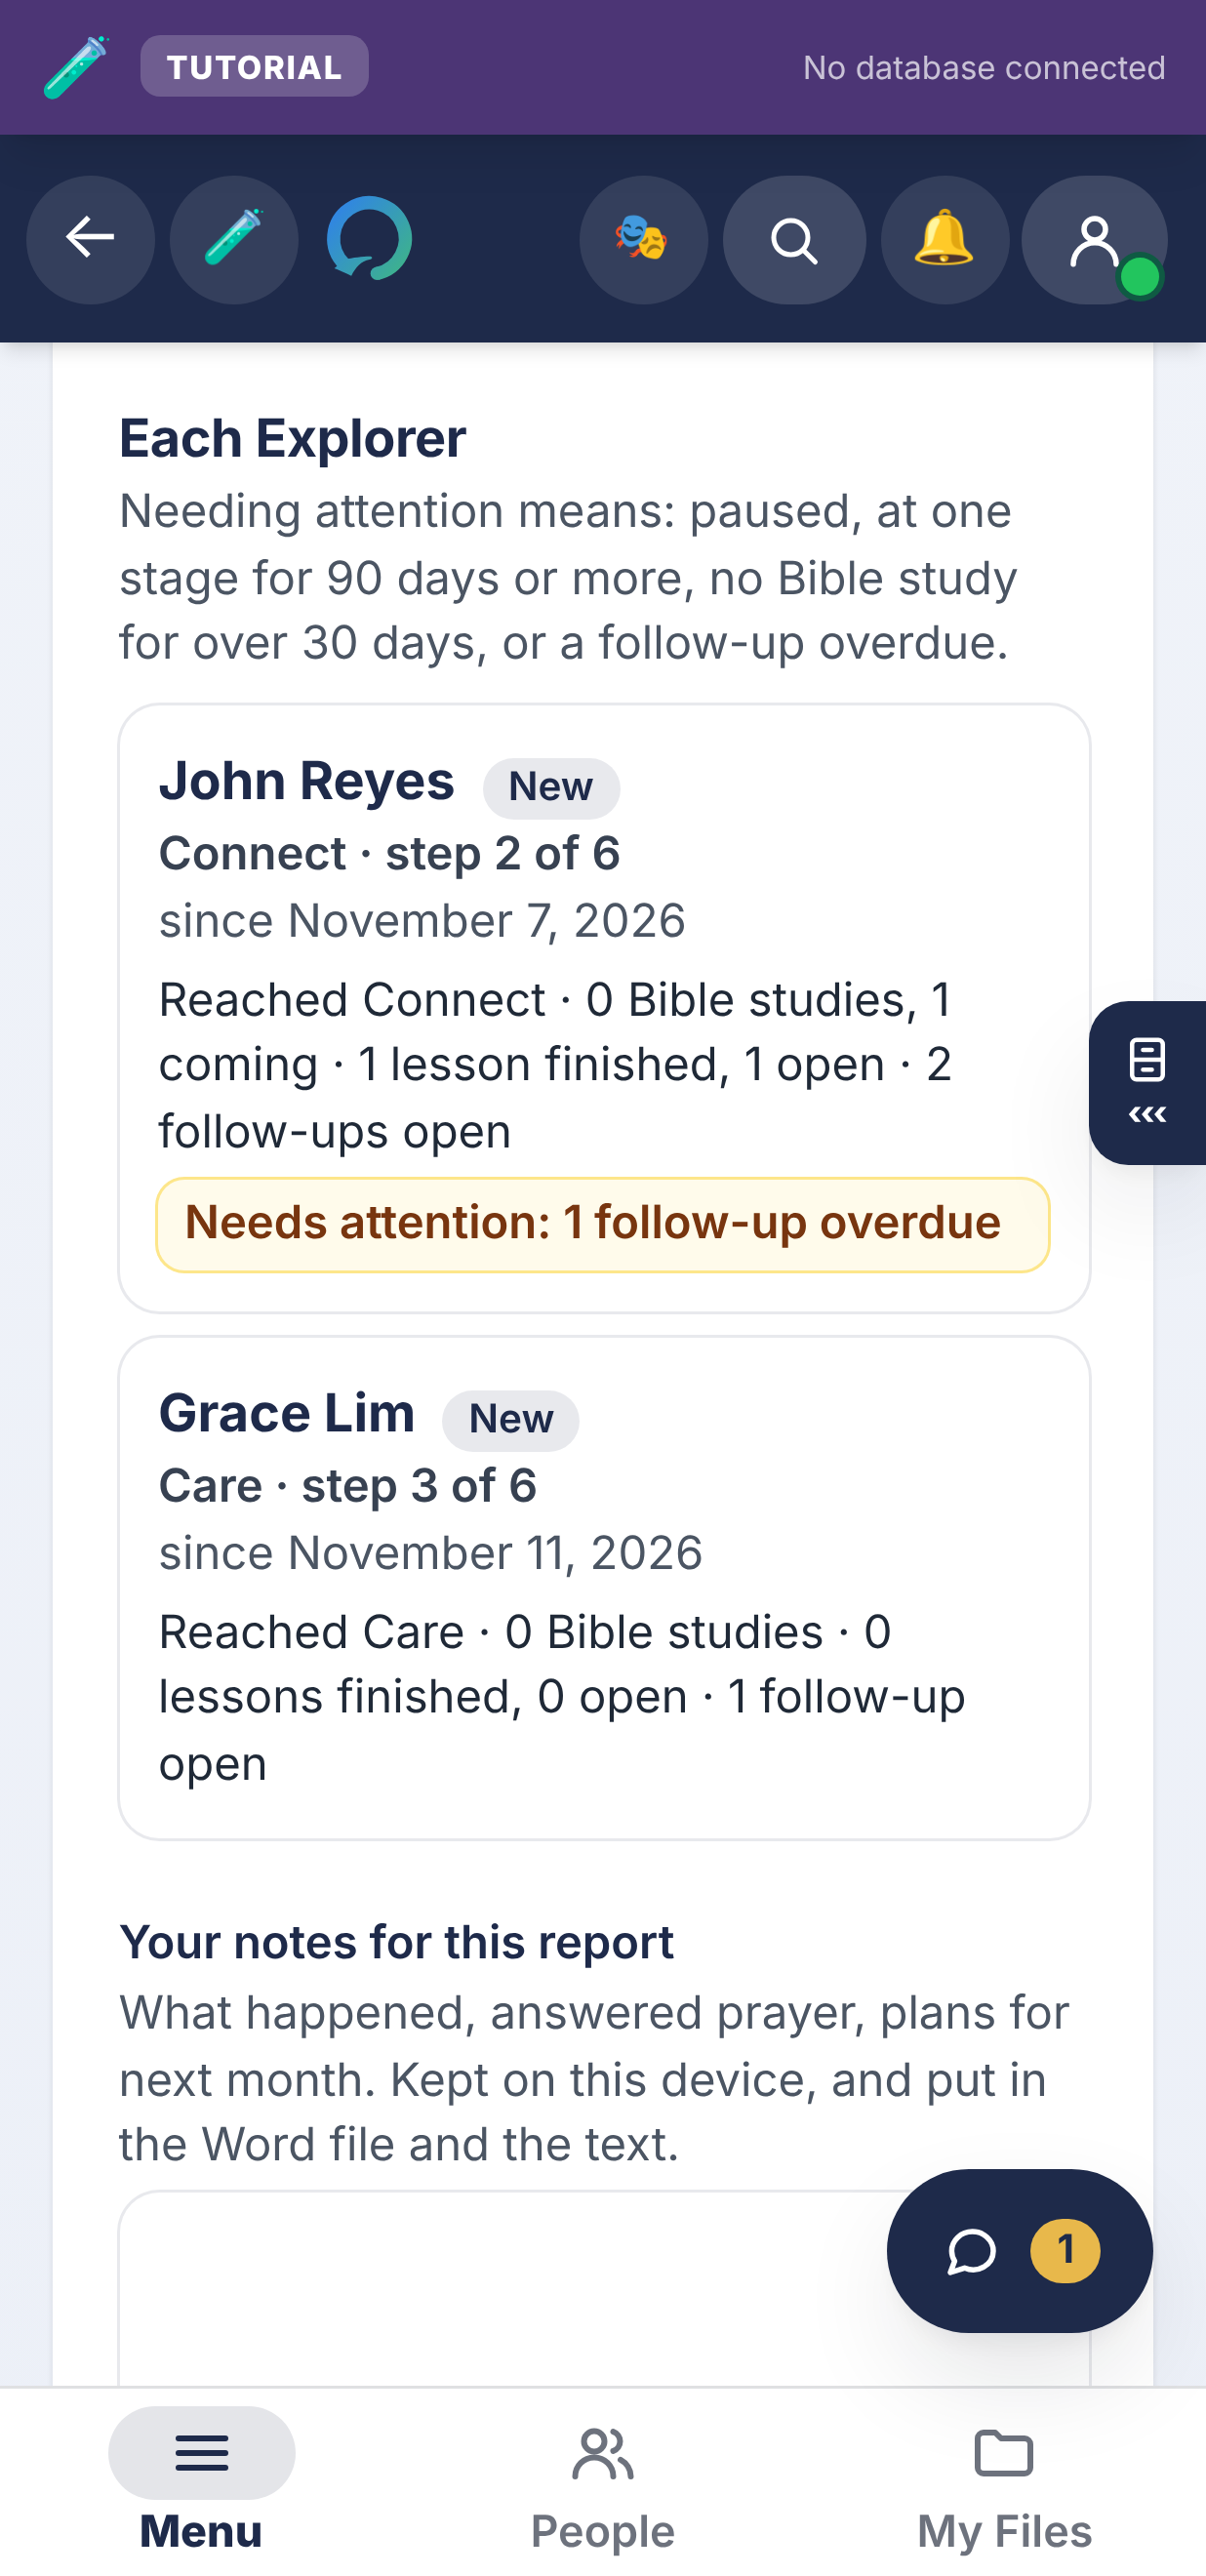 TUTORIAL
No database connected
Each Explorer
Needing attention means: paused, at one
stage for 90 days or more, no Bible study
for over 30 days, or a follow-up overdue.
John Reyes New
Connect · step 2 of 6
since November 7, 2026
Reached Connect · 0 Bible studies, 1
coming · 1 lesson finished, 1 open · 2
follow-ups open
Needs attention: 1 follow-up overdue
Grace Lim New
Care · step 3 of 6
since November 11, 2026
Reached Care · 0 Bible studies · 0
lessons finished, 0 open · 1 follow-up
open
Your notes for this report
What happened, answered prayer, plans for
next month. Kept on this device, and put in
the Word file and the text.
1
Menu
People
My Files